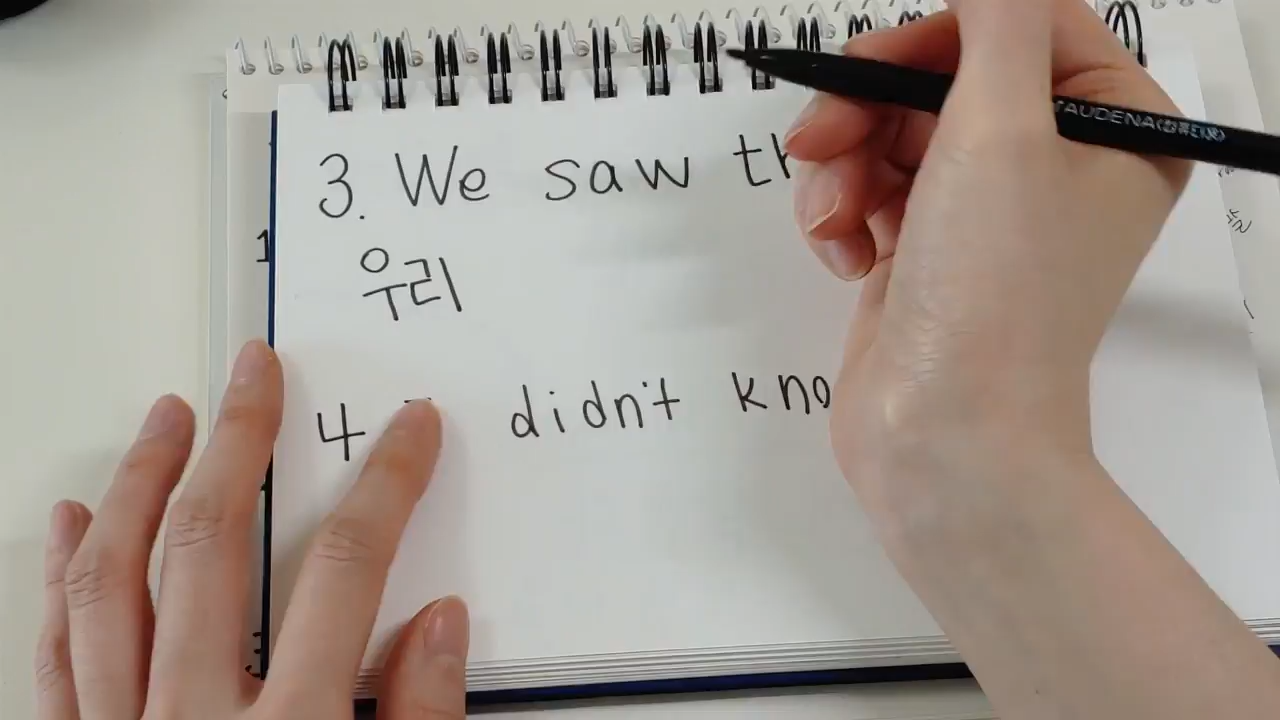 3. We saw th
우리
4 didn't kno